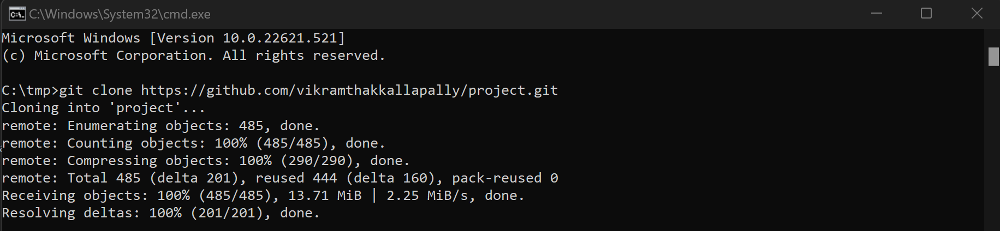 C:\Windows\System32\cmd.exe
Microsoft Windows [Version 10.0.22621.521]
(c) Microsoft Corporation. All rights reserved.
C:\tmp>git clone https://github.com/vikramthakkallapally/project.git
Cloning into 'project'...
remote: Enumerating objects: 485, done.
remote: Counting objects: 100% (485/485), done.
remote: Compressing objects: 100% (290/290), done.
remote: Total 485 (delta 201), reused 444 (delta 160), pack-reused 0
Receiving objects: 100% (485/485), 13.71 MiB | 2.25 MiB/s, done.
Resolving deltas: 100% (201/201), done.